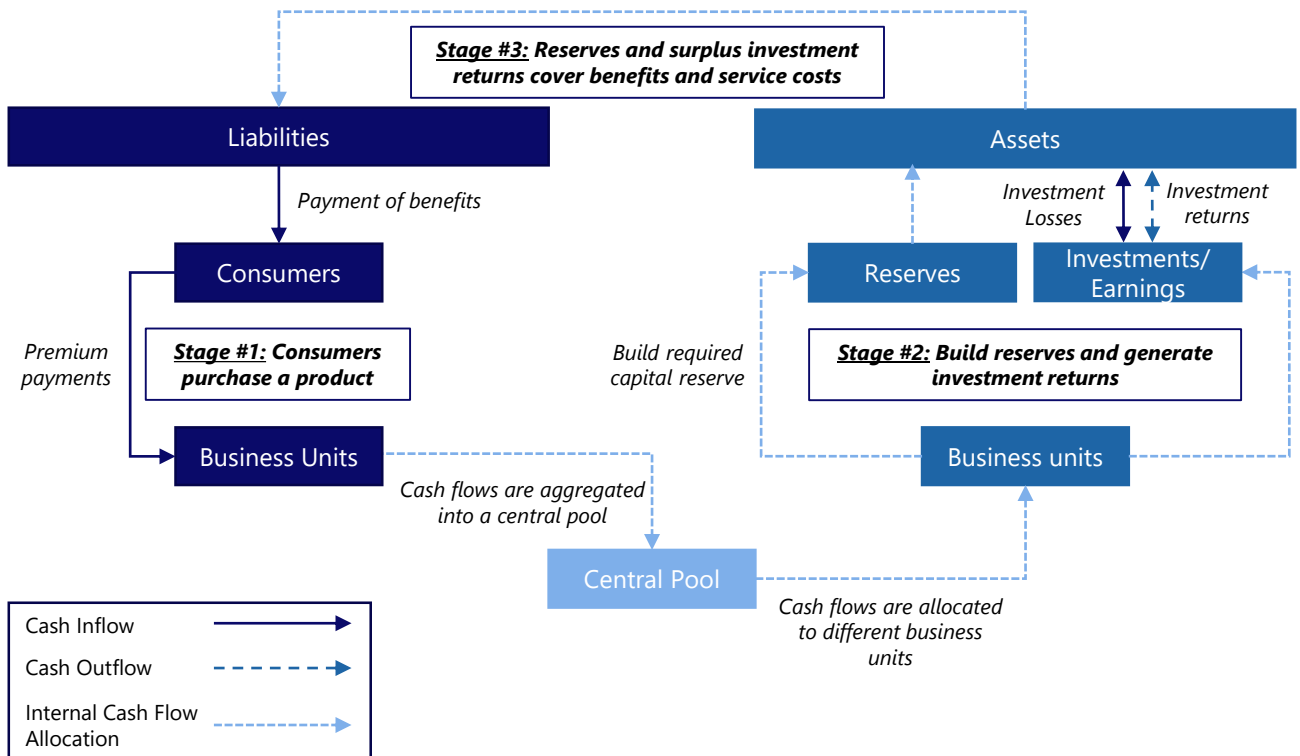 Stage #3: Reserves and surplus investment
returns cover benefits and service costs
Liabilities
Assets
Payment of benefits
Investment
Losses
Investment
returns
Consumers
Reserves
Investments/
Earnings
Premium
payments
Stage #1: Consumers
purchase a product
Build required
capital reserve
Stage #2: Build reserves and generate
investment returns
Business Units
Business units
Cash flows are aggregated
into a central pool
Central Pool
Cash flows are allocated
to different business
units
Cash Inflow
Cash Outflow
Internal Cash Flow
Allocation